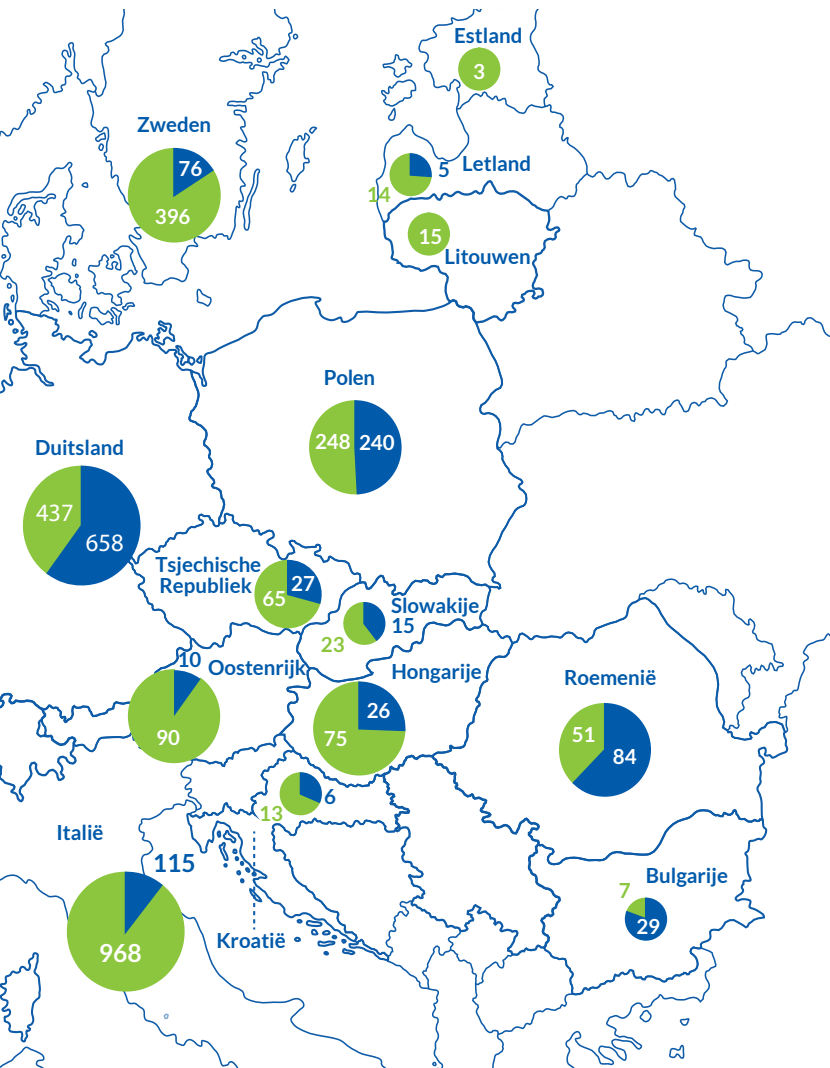 Estland
3
Zweden
76
396
5 Letland
14
15
Litouwen
Polen
248 240
Duitsland
437
658
Tsjechische
Republiek
27
65
Slowakije
15
23
10 Oostenrijk
90
Hongarije
26
75
Roemenië
51
84
6
13
Italië
115
968
Kroatië
Bulgarije
7
29